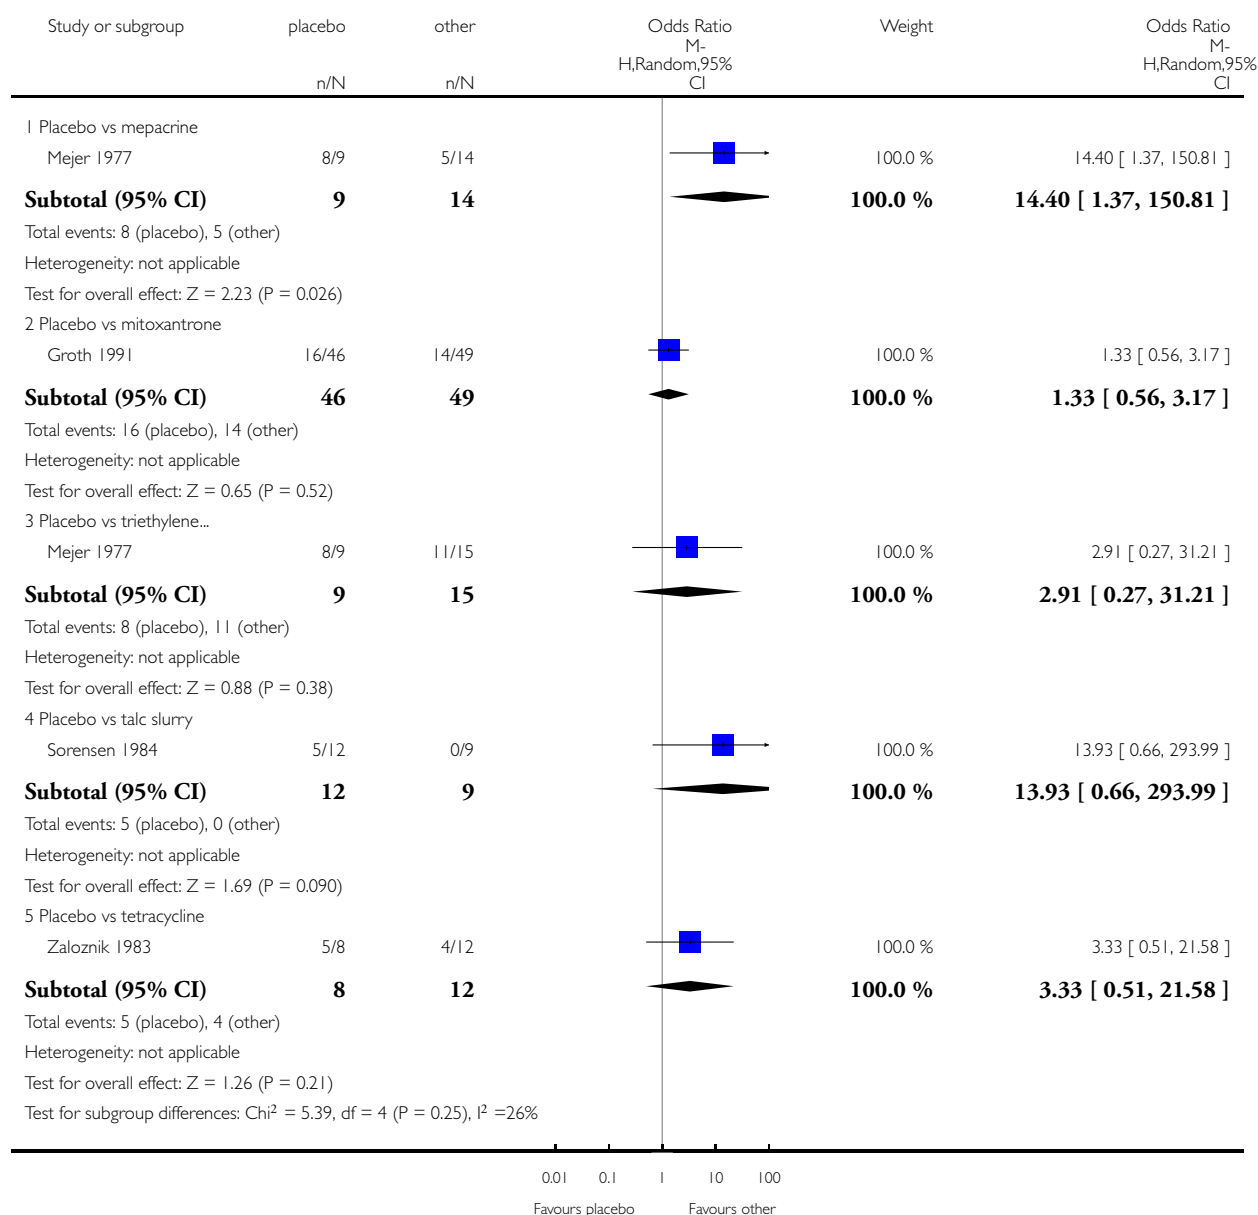 Study or subgroup placebo other Odds Ratio Weight Odds Ratio
M- M-
H,Random,95% H,Random,95%
n/N n/N CI CI
1 Placebo vs mepacrine
Mejer 1977 8/9 5/14 100.0 % 14.40 [ 1.37, 150.81 ]
Subtotal (95% CI) 9 14 100.0 % 14.40 [ 1.37, 150.81 ]
Total events: 8 (placebo), 5 (other)
Heterogeneity: not applicable
Test for overall effect: Z = 2.23 (P = 0.026)
2 Placebo vs mitoxantrone
Groth 1991 16/46 14/49 100.0 % 1.33 [ 0.56, 3.17 ]
Subtotal (95% CI) 46 49 100.0 % 1.33 [ 0.56, 3.17 ]
Total events: 16 (placebo), 14 (other)
Heterogeneity: not applicable
Test for overall effect: Z = 0.65 (P = 0.52)
3 Placebo vs triethylene...
Mejer 1977 8/9 11/15 100.0 % 2.91 [ 0.27, 31.21 ]
Subtotal (95% CI) 9 15 100.0 % 2.91 [ 0.27, 31.21 ]
Total events: 8 (placebo), 11 (other)
Heterogeneity: not applicable
Test for overall effect: Z = 0.88 (P = 0.38)
4 Placebo vs talc slurry
Sorensen 1984 5/12 0/9 100.0 % 13.93 [ 0.66, 293.99 ]
Subtotal (95% CI) 12 9 100.0 % 13.93 [ 0.66, 293.99 ]
Total events: 5 (placebo), 0 (other)
Heterogeneity: not applicable
Test for overall effect: Z = 1.69 (P = 0.090)
5 Placebo vs tetracycline
Zaloznik 1983 5/8 4/12 100.0 % 3.33 [ 0.51, 21.58 ]
Subtotal (95% CI) 8 12 100.0 % 3.33 [ 0.51, 21.58 ]
Total events: 5 (placebo), 4 (other)
Heterogeneity: not applicable
Test for overall effect: Z = 1.26 (P = 0.21)
Test for subgroup differences: Chi² = 5.39, df = 4 (P = 0.25), I² =26%
0.01 0.1 1 10 100
Favours placebo Favours other